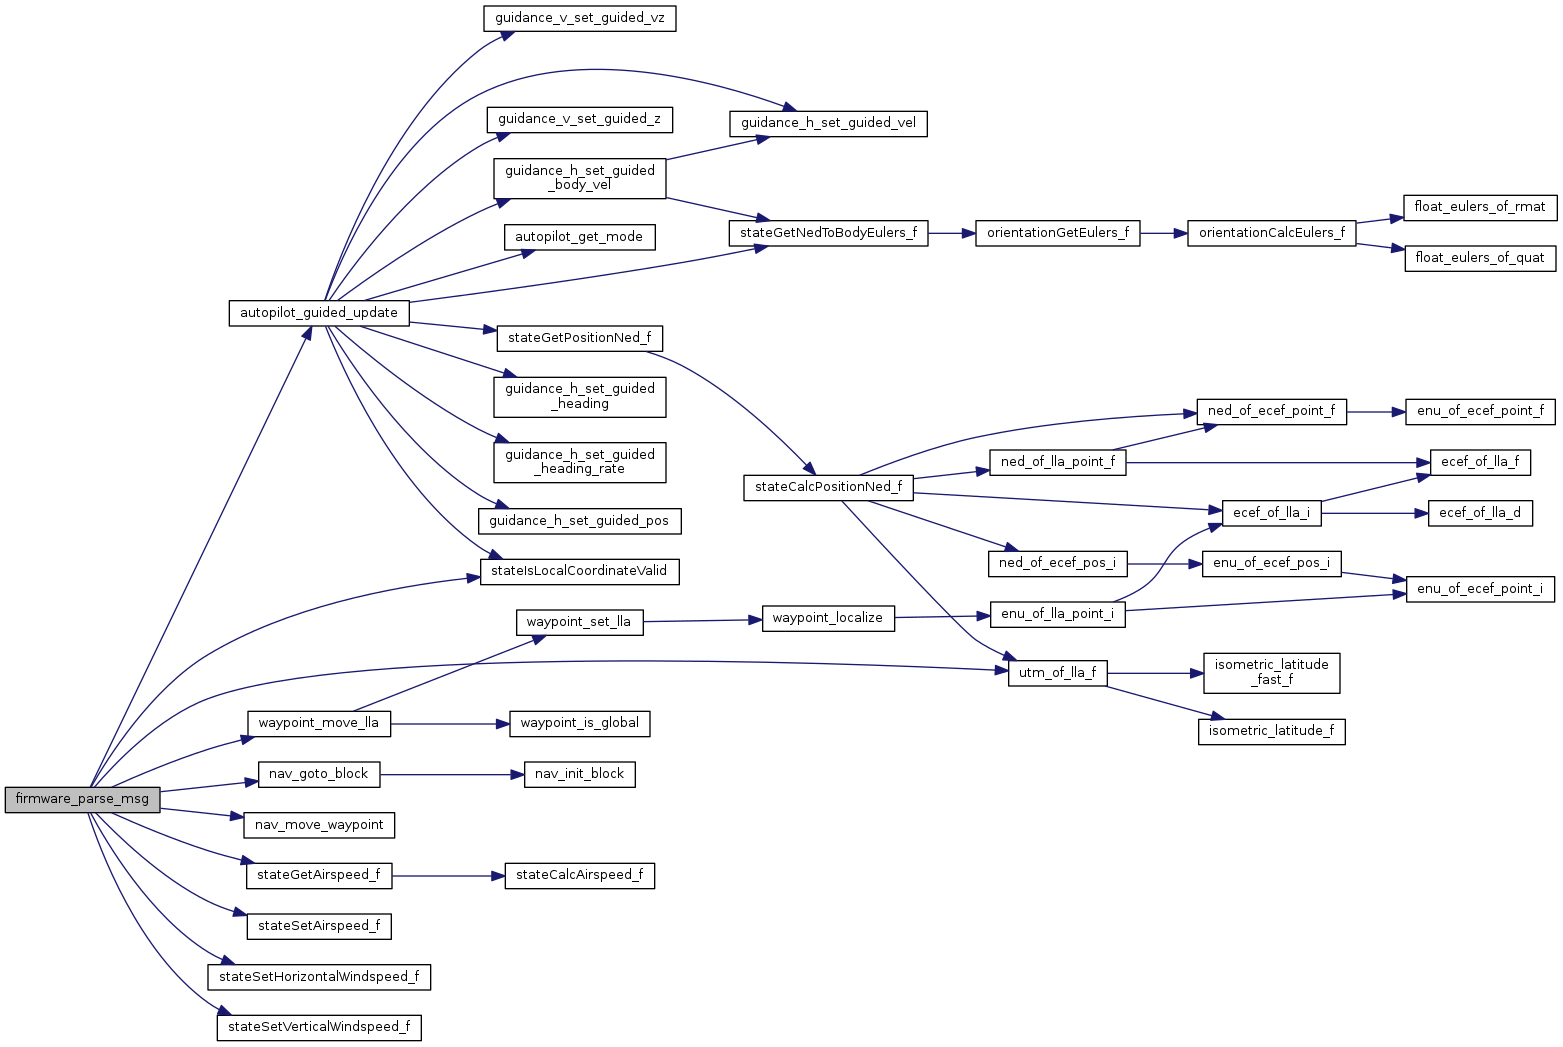 guidance_v_set_guided_vz
guidance_v_set_guided_z
guidance_h_set_guided_vel
guidance_h_set_guided
_body_vel
autopilot_get_mode
stateGetNedToBodyEulers_f
orientationGetEulers_f
orientationCalcEulers_f
float_eulers_of_rmat
float_eulers_of_quat
autopilot_guided_update
stateGetPositionNed_f
guidance_h_set_guided
_heading
guidance_h_set_guided
_heading_rate
guidance_h_set_guided_pos
stateIsLocalCoordinateValid
stateCalcPositionNed_f
ned_of_ecef_point_f
enu_of_ecef_point_f
ned_of_lla_point_f
ecef_of_lla_f
ecef_of_lla_i
ecef_of_lla_d
ned_of_ecef_pos_i
enu_of_ecef_pos_i
enu_of_ecef_point_i
waypoint_set_lla
waypoint_localize
enu_of_lla_point_i
utm_of_lla_f
isometric_latitude
_fast_f
isometric_latitude_f
waypoint_move_lla
waypoint_is_global
nav_goto_block
nav_init_block
firmware_parse_msg
nav_move_waypoint
stateGetAirspeed_f
stateCalcAirspeed_f
stateSetAirspeed_f
stateSetHorizontalWindspeed_f
stateSetVerticalWindspeed_f